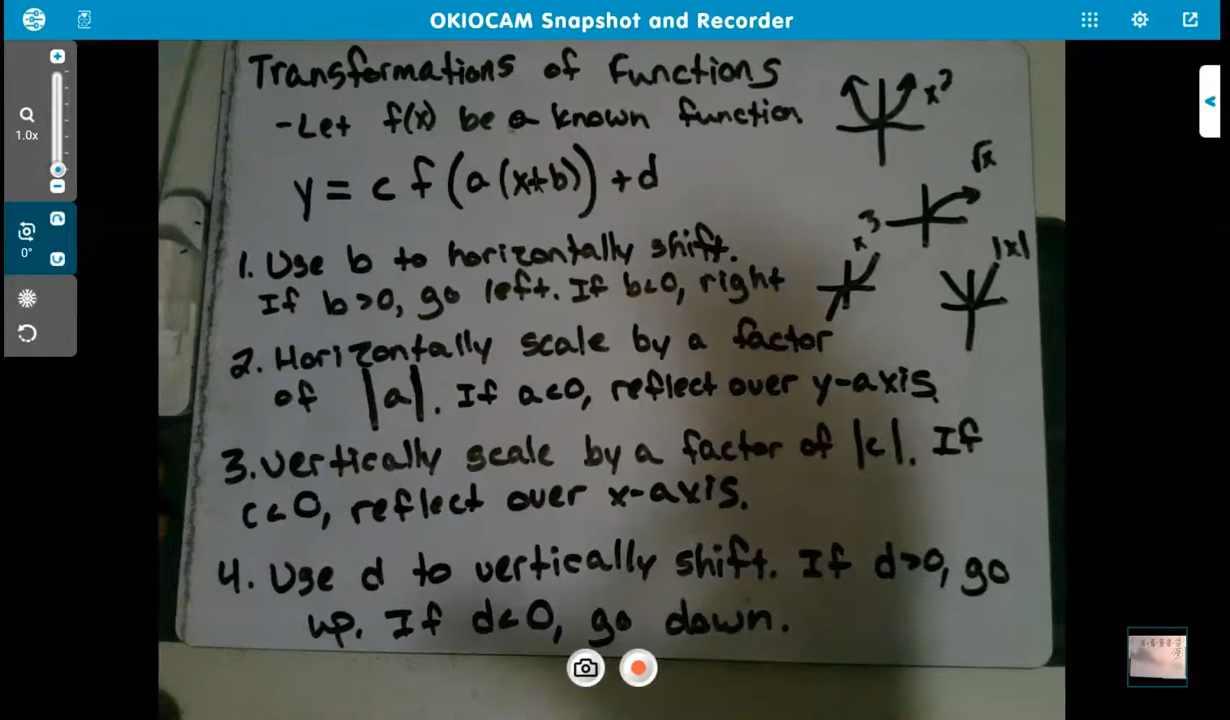 OKIOCAM Snapshot and Recorder
1.0x
0°
Transformations of Functions
-Let f(x) be a known function
y = c f(a(x+b)) + d
1. Use b to horizontally shift.
If b>0, go left. If b<0, right
2. Horizontally scale by a factor
of |a|. If a<0, reflect over y-axis.
3. Vertically scale by a factor of |c|. If
c<0, reflect over x-axis.
4. Use d to vertically shift. If d>0, go
up. If d<0, go down.
x²
√x
x³
|x|